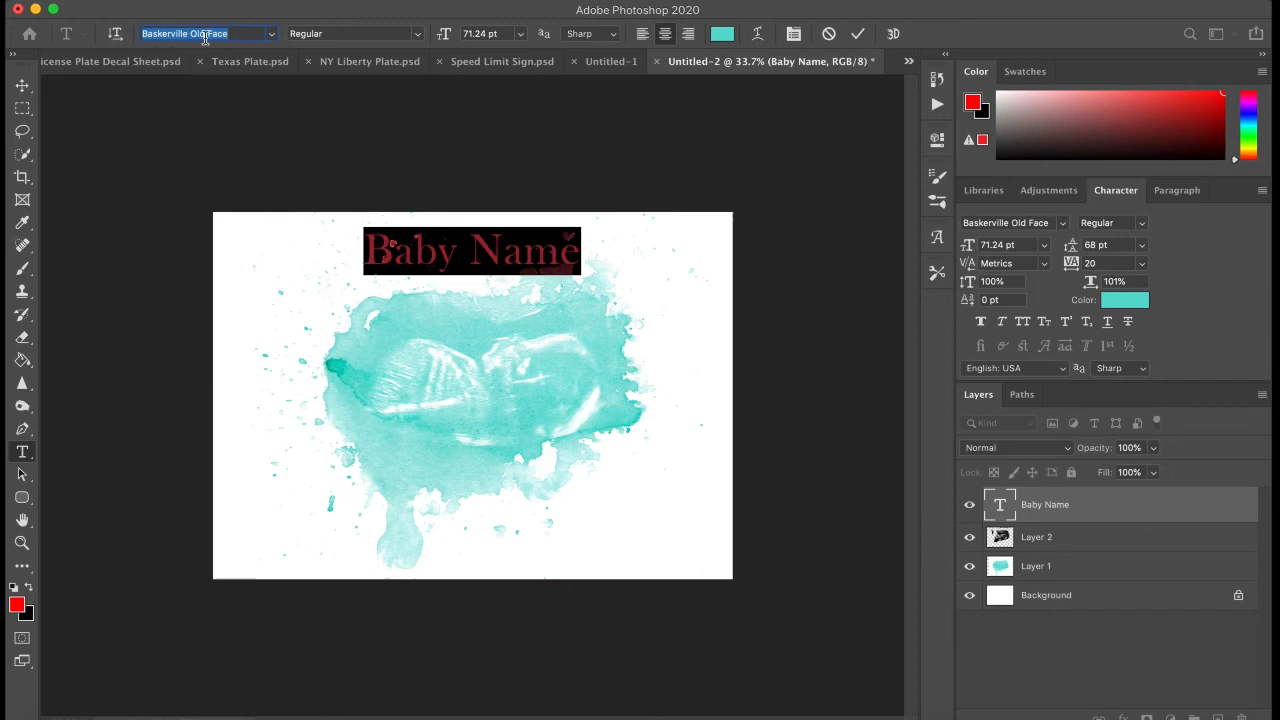 Adobe Photoshop 2020
Baskerville Old Face Regular 71.24 pt Sharp 3D
icense Plate Decal Sheet.psd Texas Plate.psd NY Liberty Plate.psd Speed Limit Sign.psd Untitled-1 Untitled-2 @ 33.7% (Baby Name, RGB/8) *
Color Swatches
Libraries Adjustments Character Paragraph
Baskerville Old Face Regular
71.24 pt 68 pt
Metrics 20
100% 101%
0 pt Color:
English: USA Sharp
Layers Paths
Kind
Normal Opacity: 100%
Lock: Fill: 100%
Baby Name
Layer 2
Layer 1
Background
Baby Name